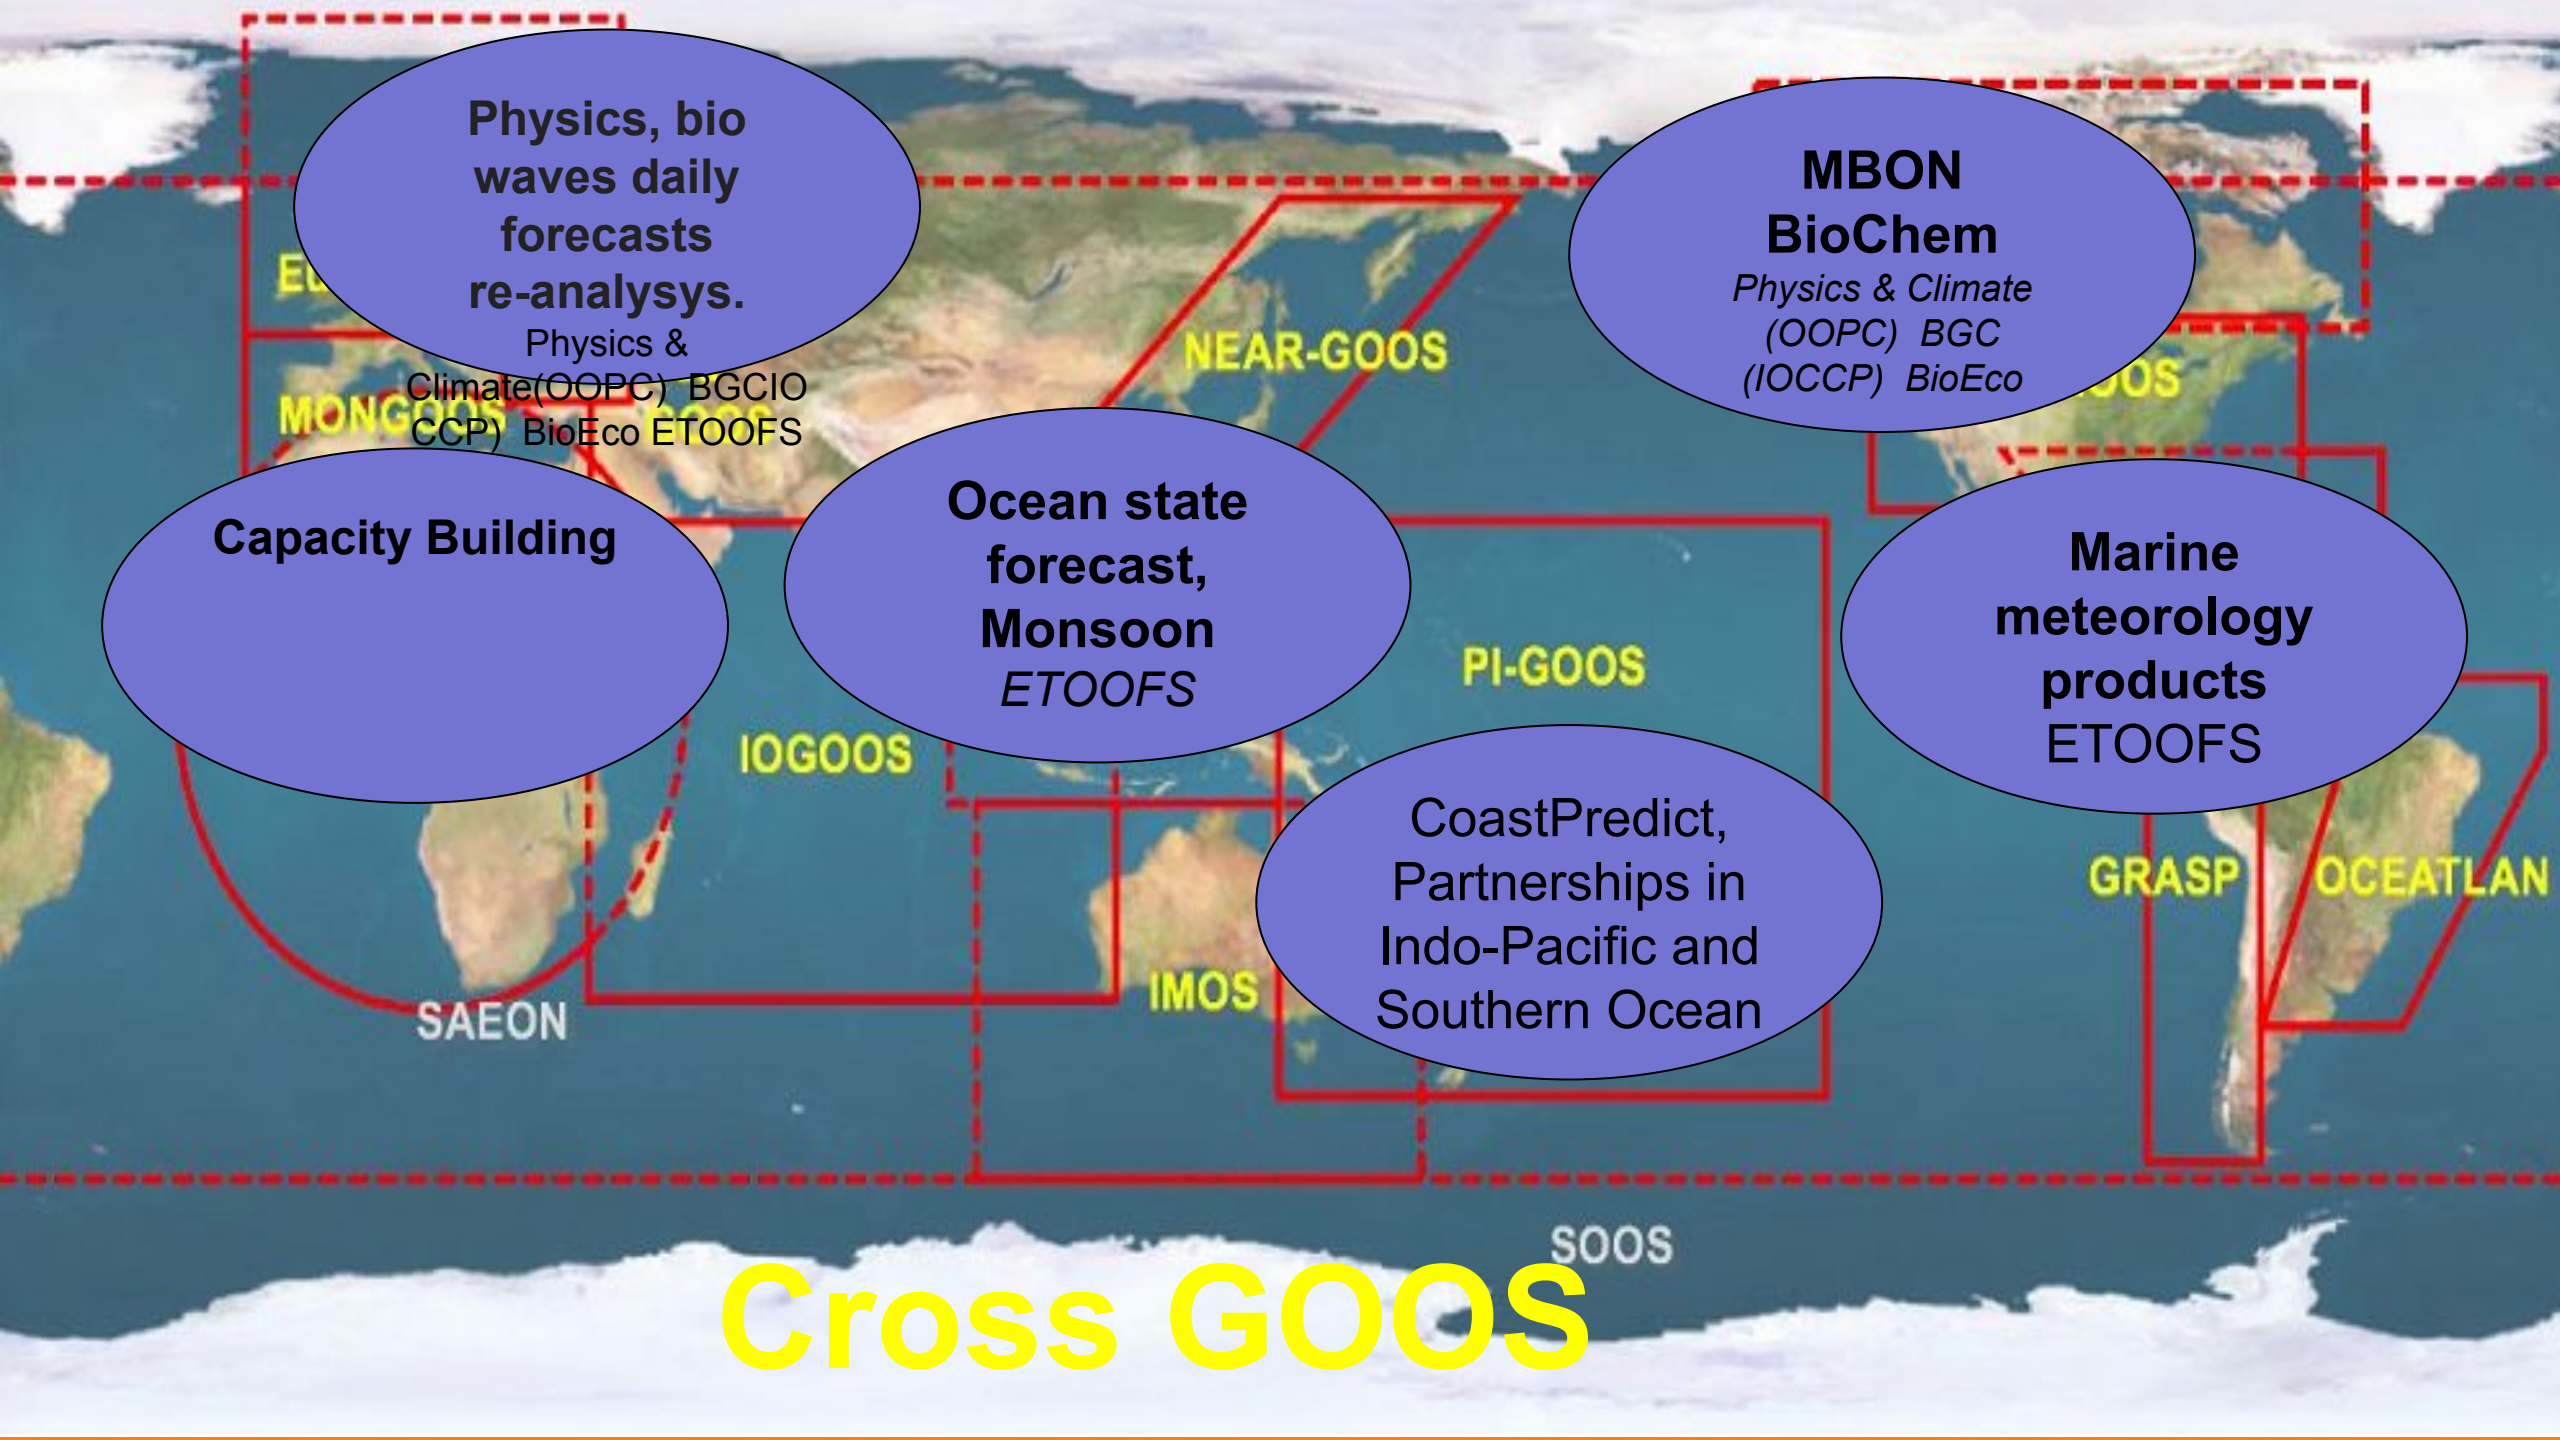 Physics, bio
waves daily
forecasts
re-analysys.
Physics &
Climate(OOPC)  BGCIO
CCP)  BioEco ETOOFS
MBON
BioChem
Physics & Climate
(OOPC)  BGC
(IOCCP)  BioEco
NEAR-GOOS
MONGOOS
GOOS
Capacity Building
Ocean state
forecast,
Monsoon
ETOOFS
Marine
meteorology
products
ETOOFS
PI-GOOS
IOGOOS
CoastPredict,
Partnerships in
Indo-Pacific and
Southern Ocean
GRASP
OCEATLAN
IMOS
SAEON
SOOS
Cross GOOS